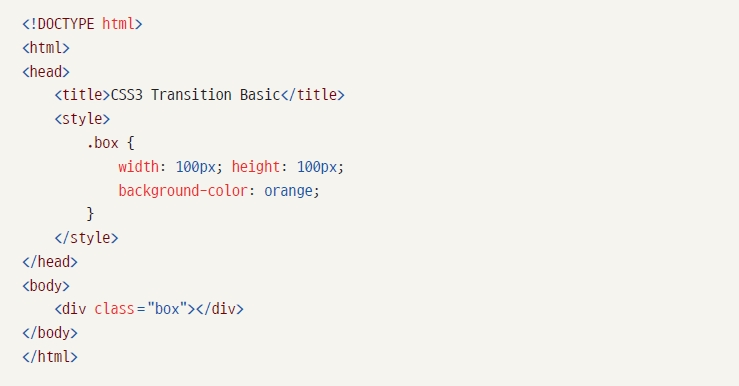 <!DOCTYPE html>
<html>
<head>
    <title>CSS3 Transition Basic</title>
    <style>
        .box {
            width: 100px; height: 100px;
            background-color: orange;
        }
    </style>
</head>
<body>
    <div class="box"></div>
</body>
</html>